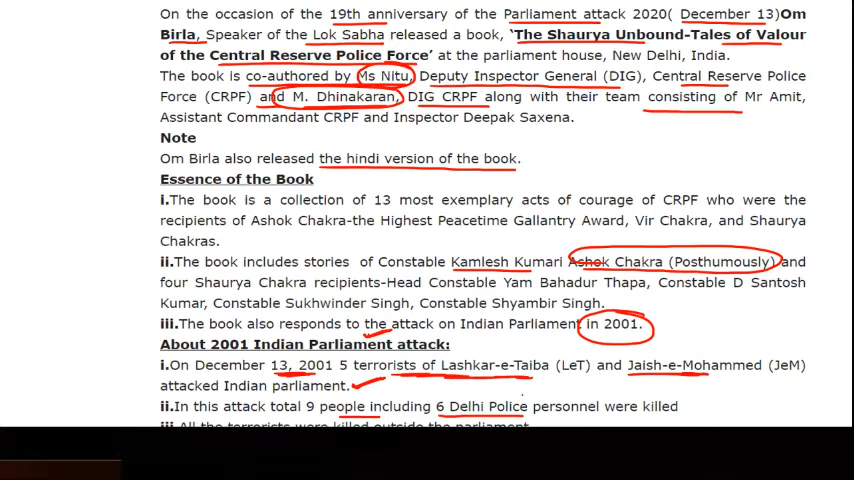 On the occasion of the 19th anniversary of the Parliament attack 2020( December 13)Om
Birla, Speaker of the Lok Sabha released a book, ‘The Shaurya Unbound-Tales of Valour
of the Central Reserve Police Force’ at the parliament house, New Delhi, India.
The book is co-authored by Ms Nitu, Deputy Inspector General (DIG), Central Reserve Police
Force (CRPF) and M. Dhinakaran, DIG CRPF along with their team consisting of Mr Amit,
Assistant Commandant CRPF and Inspector Deepak Saxena.
Note
Om Birla also released the hindi version of the book.
Essence of the Book
i.The book is a collection of 13 most exemplary acts of courage of CRPF who were the
recipients of Ashok Chakra-the Highest Peacetime Gallantry Award, Vir Chakra, and Shaurya
Chakras.
ii.The book includes stories of Constable Kamlesh Kumari Ashok Chakra (Posthumously) and
four Shaurya Chakra recipients-Head Constable Yam Bahadur Thapa, Constable D Santosh
Kumar, Constable Sukhwinder Singh, Constable Shyambir Singh.
iii.The book also responds to the attack on Indian Parliament in 2001.
About 2001 Indian Parliament attack:
i.On December 13, 2001 5 terrorists of Lashkar-e-Taiba (LeT) and Jaish-e-Mohammed (JeM)
attacked Indian parliament.
ii.In this attack total 9 people including 6 Delhi Police personnel were killed
iii.All the terrorists were killed outside the parliament